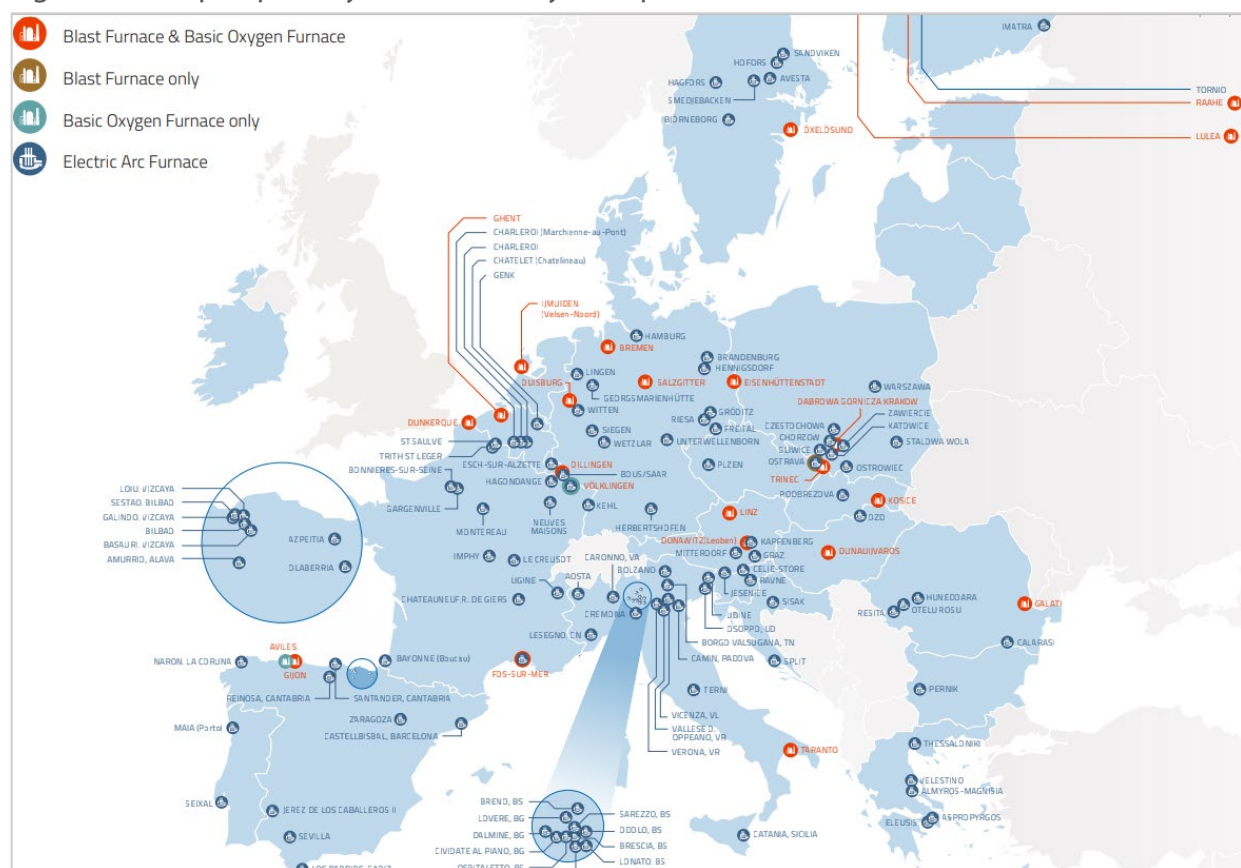 Blast Furnace & Basic Oxygen Furnace
Blast Furnace only
Basic Oxygen Furnace only
Electric Arc Furnace
IMATRA
SANDVIKEN
HOFORS
HAGFORS
AVESTA
SMEDJEBACKEN
BJÖRNEBORG
OXELÖSUND
TORNIO
RAAHE
LULEA
GHENT
CHARLEROI (Marchienne-au-Pont)
CHARLEROI
CHATELET (Chatelineau)
GENK
IJMUIDEN
(Velsen-Noord)
HAMBURG
BREMEN
BRANDENBURG
HENNIGSDORF
LINGEN
DUISBURG
SALZGITTER
EISENHÜTTENSTADT
GEORGSMARIENHÜTTE
WARSZAWA
DABROWA GORNICZA KRAKOW
WITTEN
DUNKERQUE
GRÖDITZ
RIESA
FREITAL
ZAWIERCIE
CZESTOCHOWA
KATOWICE
CHORZOW
SIEGEN
ST SAULVE
WETZLAR
UNTERWELLENBORN
GLIWICE
STALOWA WOLA
TRITH ST LEGER
OSTRAVA
ESCH-SUR-ALZETTE
DILLINGEN
PLZEN
OSTROWIEC
BONNIERES-SUR-SEINE
BOUS/SAAR
TRINEC
HAGONDANGE
VÖLKLINGEN
PODBREZOVA
KOSICE
LOIU, VIZCAYA
SESTAO, BILBAO
GALINDO, VIZCAYA
BILBAO
BASAURI, VIZCAYA
AMURRIO, ALAVA
AZPEITIA
OLABERRIA
GARGENVILLE
KEHL
LINZ
OZD
MONTEREAU
NEUVES
MAISONS
HERBERTSHOFEN
DONAWITZ (Leoben)
KAPFENBERG
DUNAUJVAROS
MITTERDORF
GRAZ
IMPHY
LE CREUSOT
CARONNO, VA
BOLZANO
CELJE-STORE
RAVNE
UGINE
AOSTA
JESENICE
HUNEDOARA
CHATEAUNEUF, R. DE GIERS
SISAK
OTELU ROSU
RESITA
GALATI
CREMONA
UDINE
OSOPPO, UD
LESEGNO, CN
BORGO VALSUGANA, TN
CALARASI
AVILES
GIJON
NARON, LA CORUNA
BAYONNE (Boucau)
FOS-SUR-MER
CAMIN, PADOVA
SPLIT
REINOSA, CANTABRIA
SANTANDER, CANTABRIA
TERNI
PERNIK
ZARAGOZA
VICENZA, VI
MAIA (Porto)
CASTELLBISBAL, BARCELONA
VALLESE D.
OPPEANO, VR
VERONA, VR
TARANTO
THESSALONIKI
VELESTINO
ALMYROS-MAGNISIA
SEIXAL
JEREZ DE LOS CABALLEROS II
BRENO, BS
SAREZZO, BS
LOVERE, BG
ODOLO, BS
ASPROPYRGOS
ELEUSIS
SEVILLA
DALMINE, BG
BRESCIA, BS
CATANIA, SICILIA
CIVIDATE AL PIANO, BG
LONATO, BS